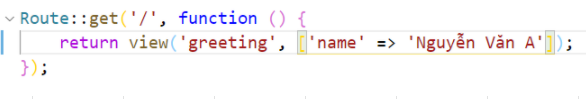 Route::get('/', function () {
return view('greeting', ['name' => 'Nguyễn Văn A']);
});